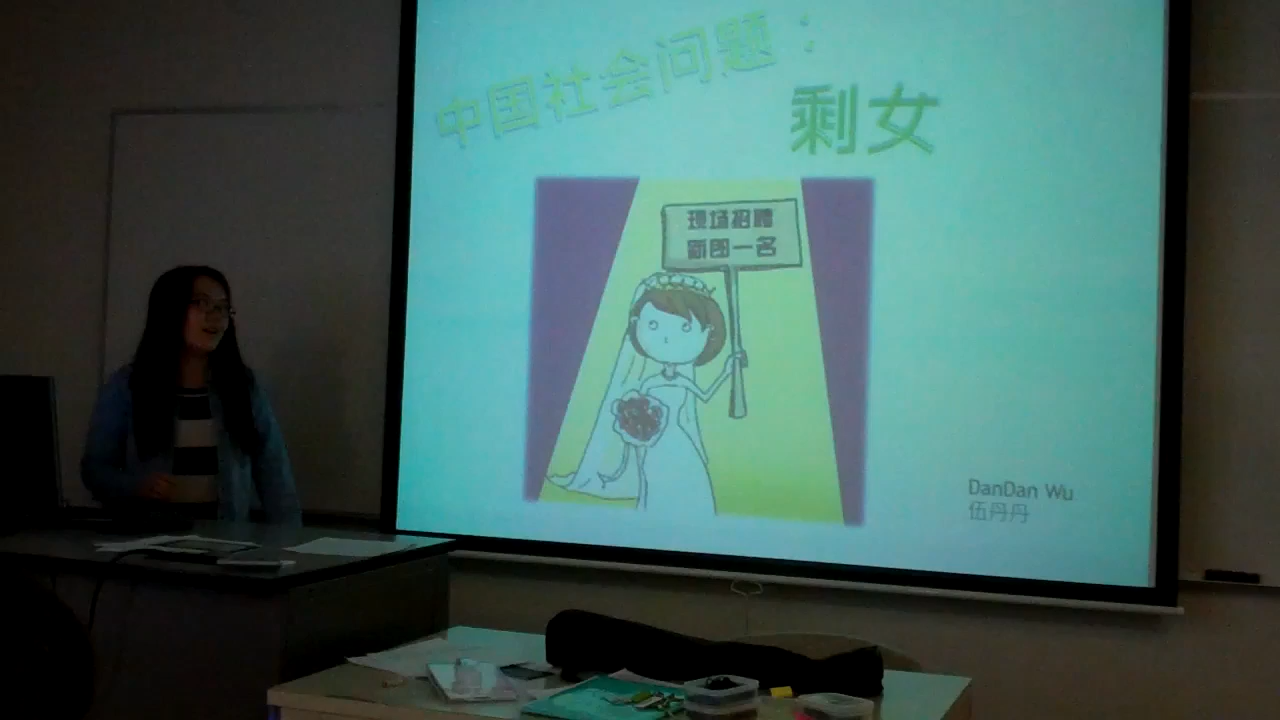 中国社会问题：
剩女
现场招聘
新郎一名
DanDan Wu
伍丹丹